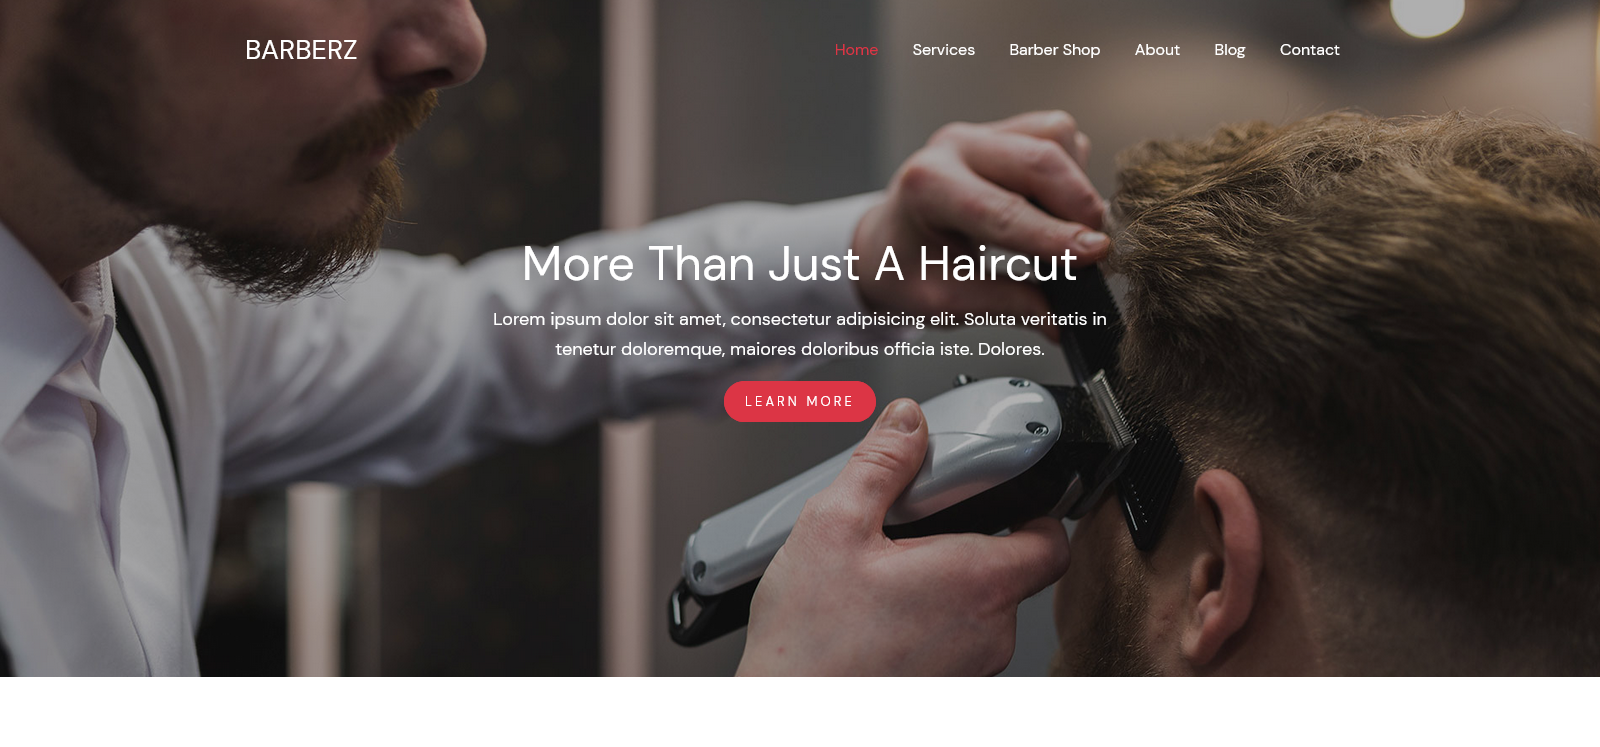 BARBERZ
Home Services Barber Shop About Blog Contact
More Than Just A Haircut
Lorem ipsum dolor sit amet, consectetur adipisicing elit. Soluta veritatis in
tenetur doloremque, maiores doloribus officia iste. Dolores.
LEARN MORE